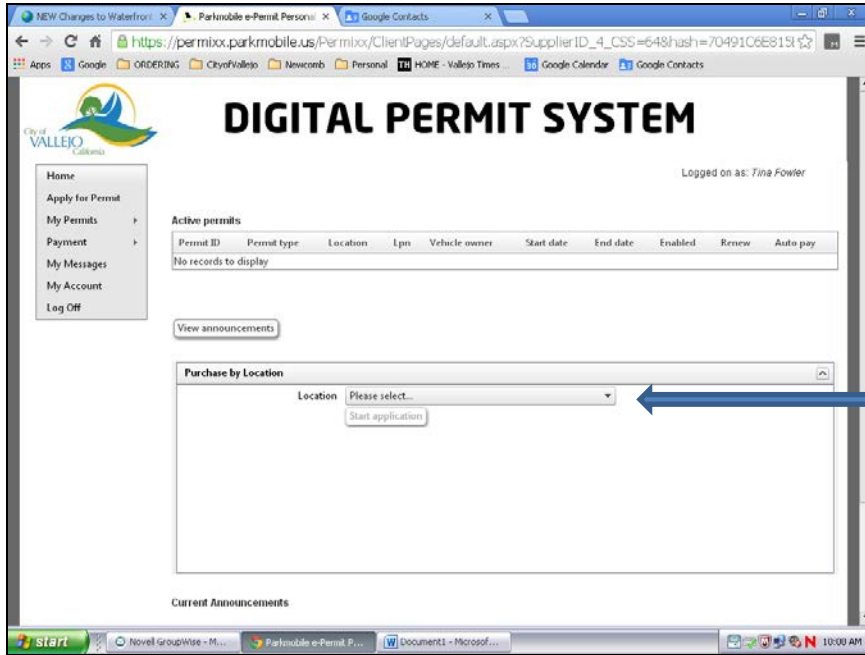 NEW Changes to Waterfront
Parkmobile e-Permit Personal
Google Contacts
https://permixx.parkmobile.us/Permixx/ClientPages/default.aspx?SupplierID_4_CSS=64&hash=70491C6E815
Apps Google ORDERING CityofVallejo Newcomb Personal TH HOME - Vallejo Times ... Google Calendar Google Contacts
City of
VALLEJO
California
DIGITAL PERMIT SYSTEM
Logged on as: Tina Fowler
Home
Apply for Permit
My Permits
Payment
My Messages
My Account
Log Off
Active permits
Permit ID Permit type Location Lpn Vehicle owner Start date End date Enabled Renew Auto pay
No records to display
View announcements
Purchase by Location
Location Please select...
Start application
Current Announcements
start Novell GroupWise - M... Parkmobile e-Permit P... Document1 - Microsof... 10:08 AM